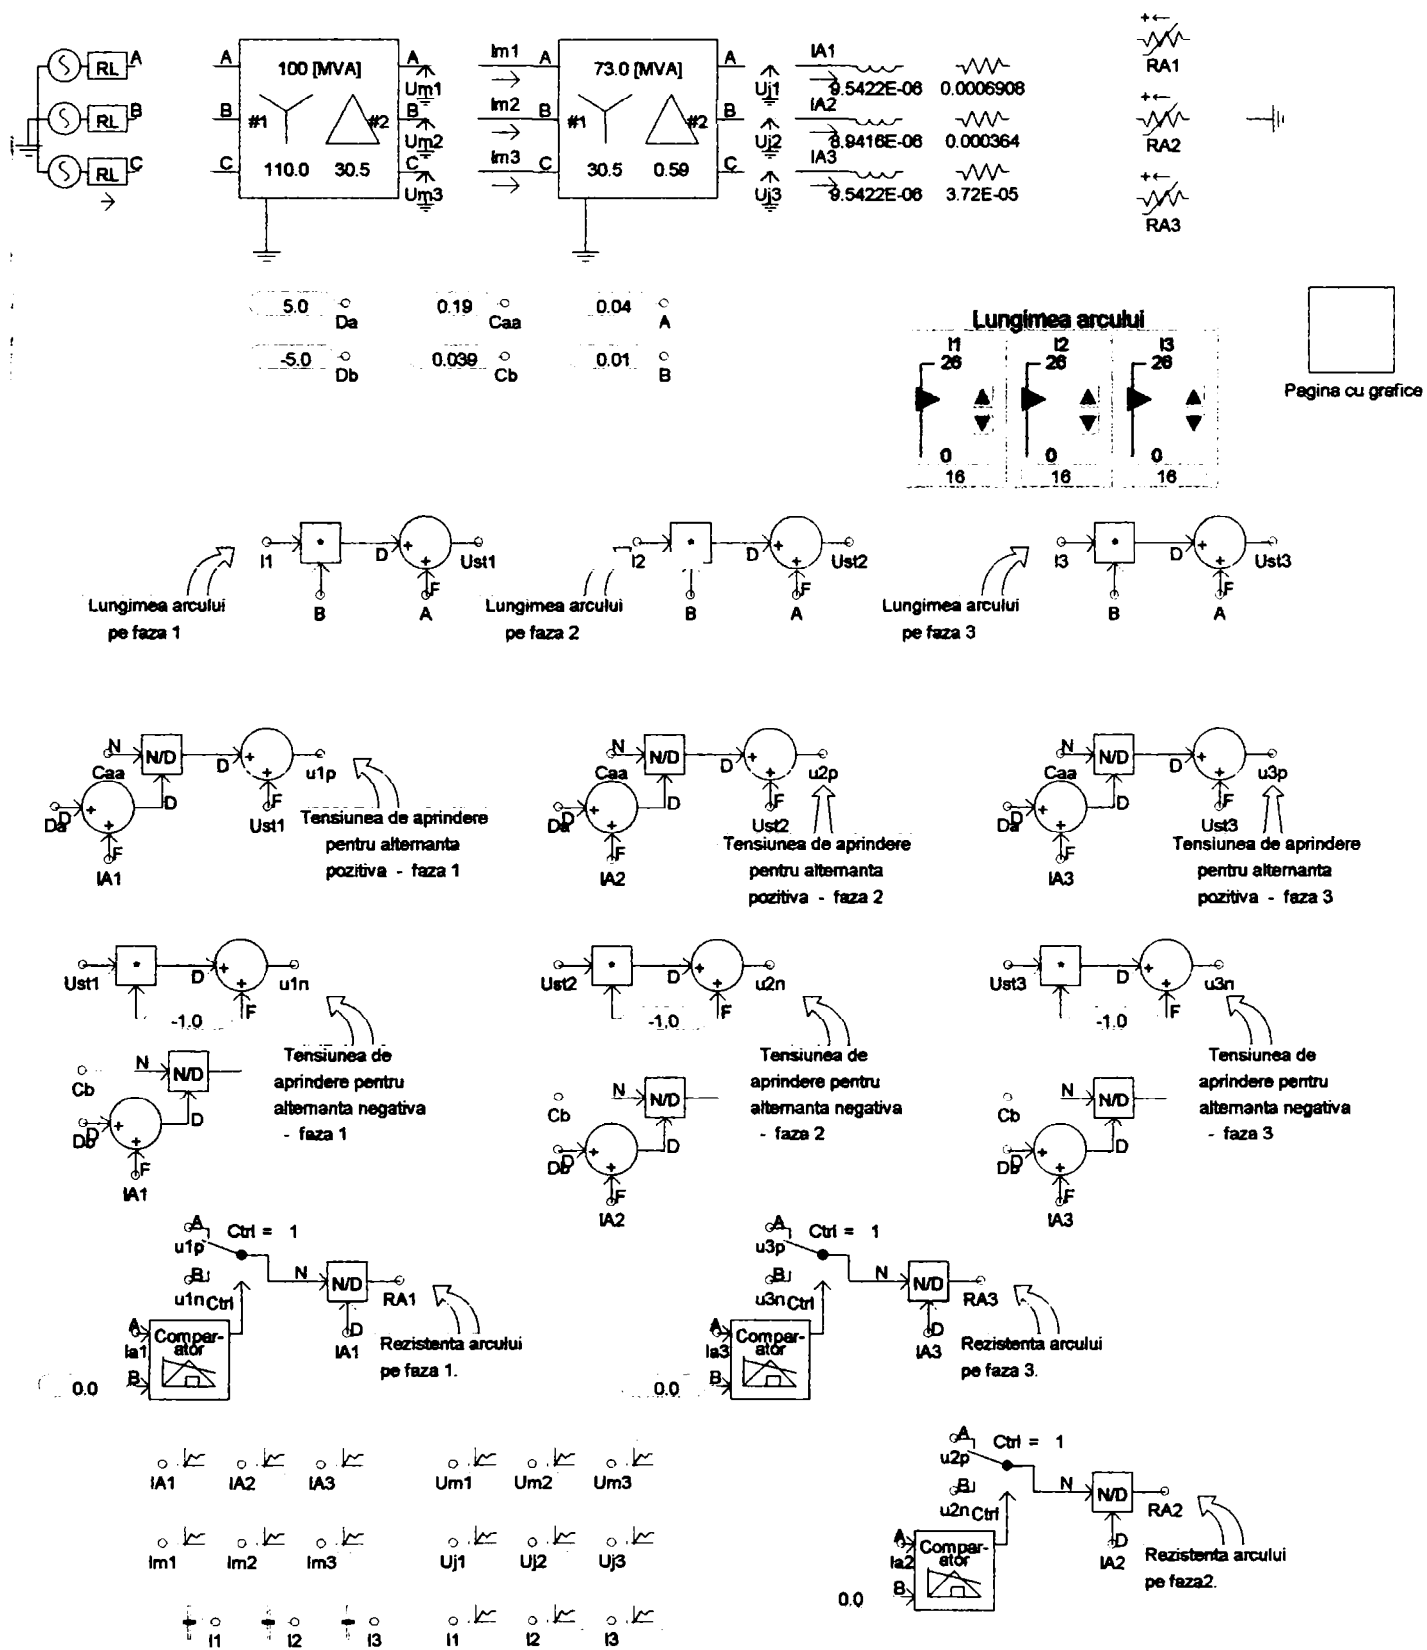 A 100 [MVA] A Im1 A 73.0 [MVA] A IA1 RA1
RL Um1 Uj1 9.5422E-06 0.0006908
B B B Im2 B B IA2
RL #1 #2 Um2 #1 #2 Uj2 8.9416E-06 0.000364 RA2
C C C Im3 C C IA3
RL 110.0 30.5 Um3 30.5 0.59 Uj3 9.5422E-06 3.72E-05
RA3
5.0 Da 0.19 Caa 0.04 A
-5.0 Db 0.039 Cb 0.01 B
Lungimea arcului
l1 l2 l3
26 26 26
0 0 0
16 16 16
Pagina cu grafice
l1 * D + + F Ust1 l2 * D + + F Ust2 l3 * D + + F Ust3
B A B A B A
Lungimea arcului
pe faza 1
Lungimea arcului
pe faza 2
Lungimea arcului
pe faza 3
N N/D D + + F u1p N N/D D + + F u2p N N/D D + + F u3p
Caa Ust1 Caa Ust2 Caa Ust3
Da D + + F D Da D + + F D Da D + + F D
IA1 IA2 IA3
Tensiunea de aprindere
pentru alternanta
pozitiva - faza 1
Tensiunea de aprindere
pentru alternanta
pozitiva - faza 2
Tensiunea de aprindere
pentru alternanta
pozitiva - faza 3
Ust1 * D + + F u1n Ust2 * D + + F u2n Ust3 * D + + F u3n
-1.0 -1.0 -1.0
Cb N N/D Cb N N/D Cb N N/D
Db D + + F D Db D + + F D Db D + + F D
IA1 IA2 IA3
Tensiunea de
aprindere pentru
alternanta negativa
- faza 1
Tensiunea de
aprindere pentru
alternanta negativa
- faza 2
Tensiunea de
aprindere pentru
alternanta negativa
- faza 3
A Ctrl = 1 A Ctrl = 1
u1p u3p
B N N/D RA1 B N N/D RA3
u1n Ctrl u3n Ctrl
A D A D
Ia1 Compar-
ator IA1 Ia3 Compar-
ator IA3
0.0 B 0.0 B
Rezistenta arcului
pe faza 1.
Rezistenta arcului
pe faza 3.
A Ctrl = 1
u2p
B N N/D RA2
u2n Ctrl
A D
Ia2 Compar-
ator IA2
0.0 B
Rezistenta arcului
pe faza2.
IA1 IA2 IA3 Um1 Um2 Um3
Im1 Im2 Im3 Uj1 Uj2 Uj3
l1 l2 l3 l1 l2 l3